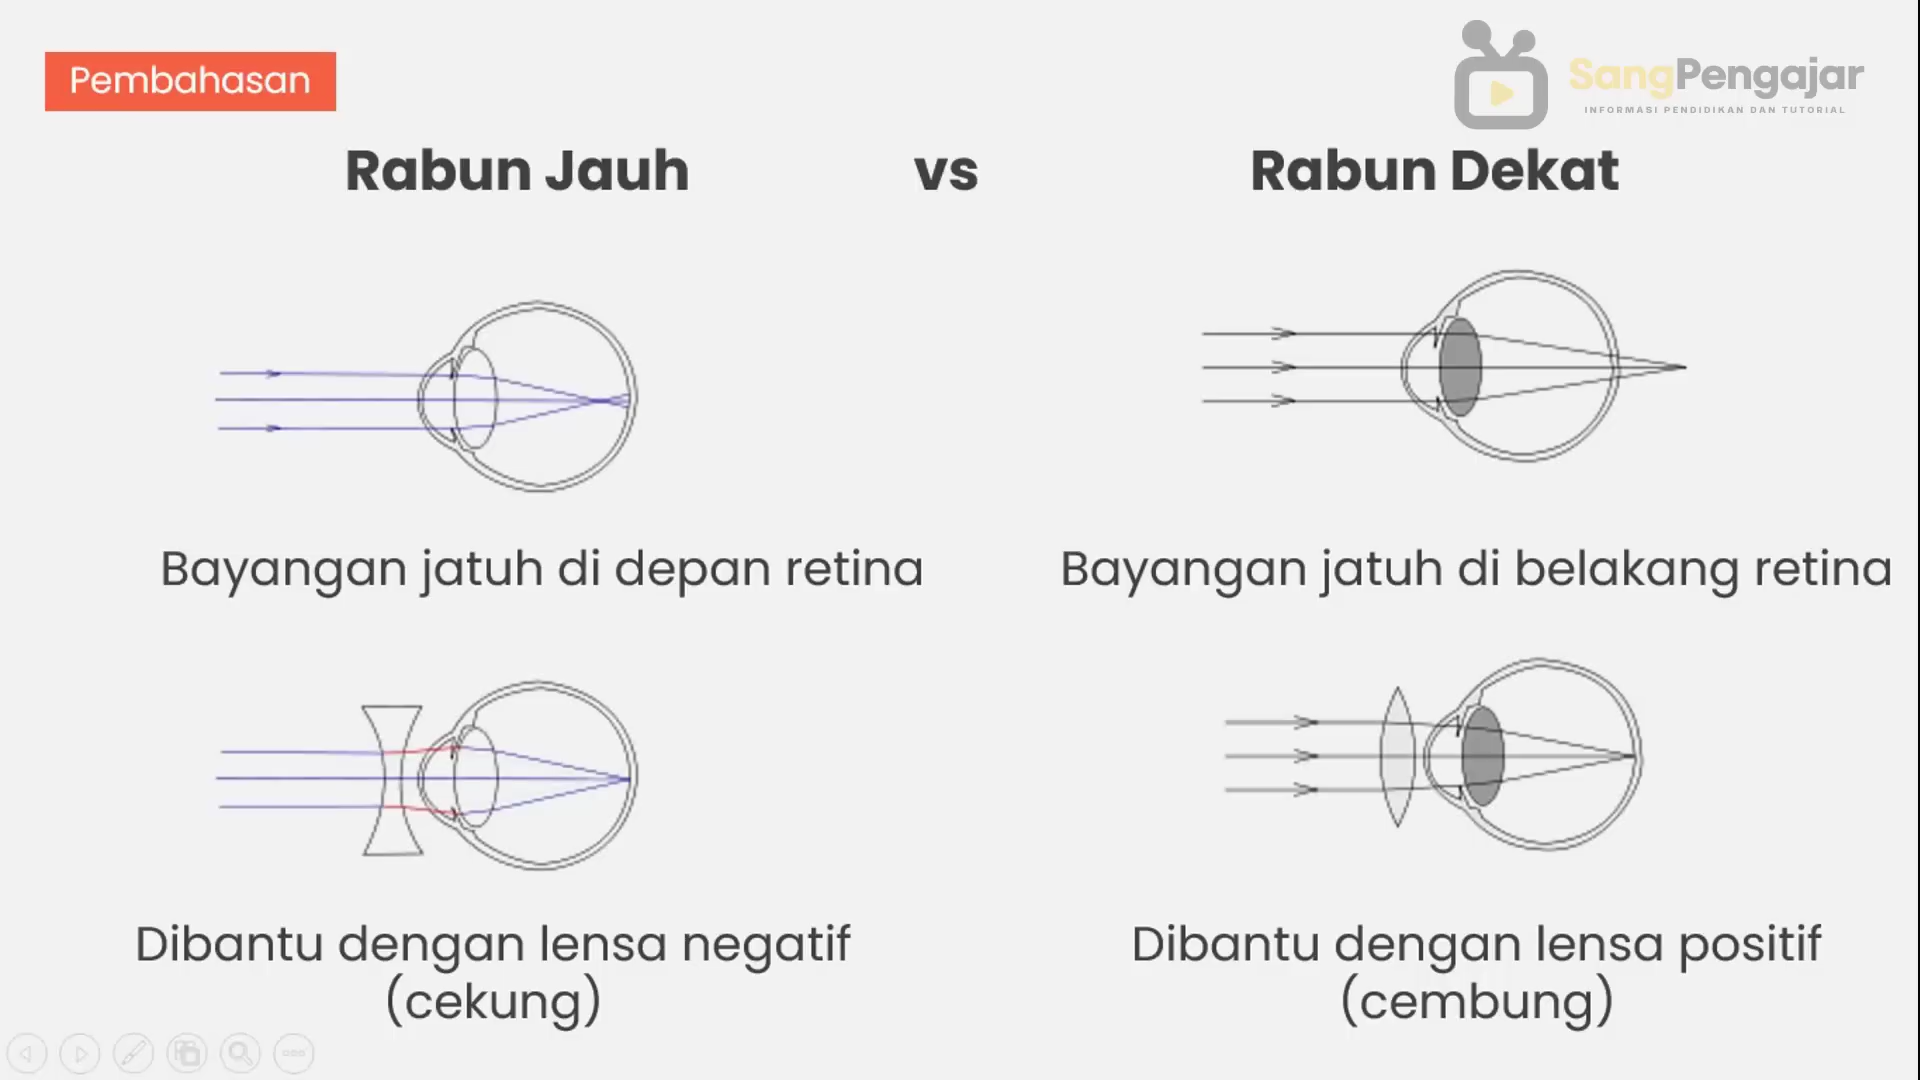 Pembahasan
SangPengajar
INFORMASI PENDIDIKAN DAN TUTORIAL
Rabun Jauh vs Rabun Dekat
Bayangan jatuh di depan retina
Bayangan jatuh di belakang retina
Dibantu dengan lensa negatif
(cekung)
Dibantu dengan lensa positif
(cembung)